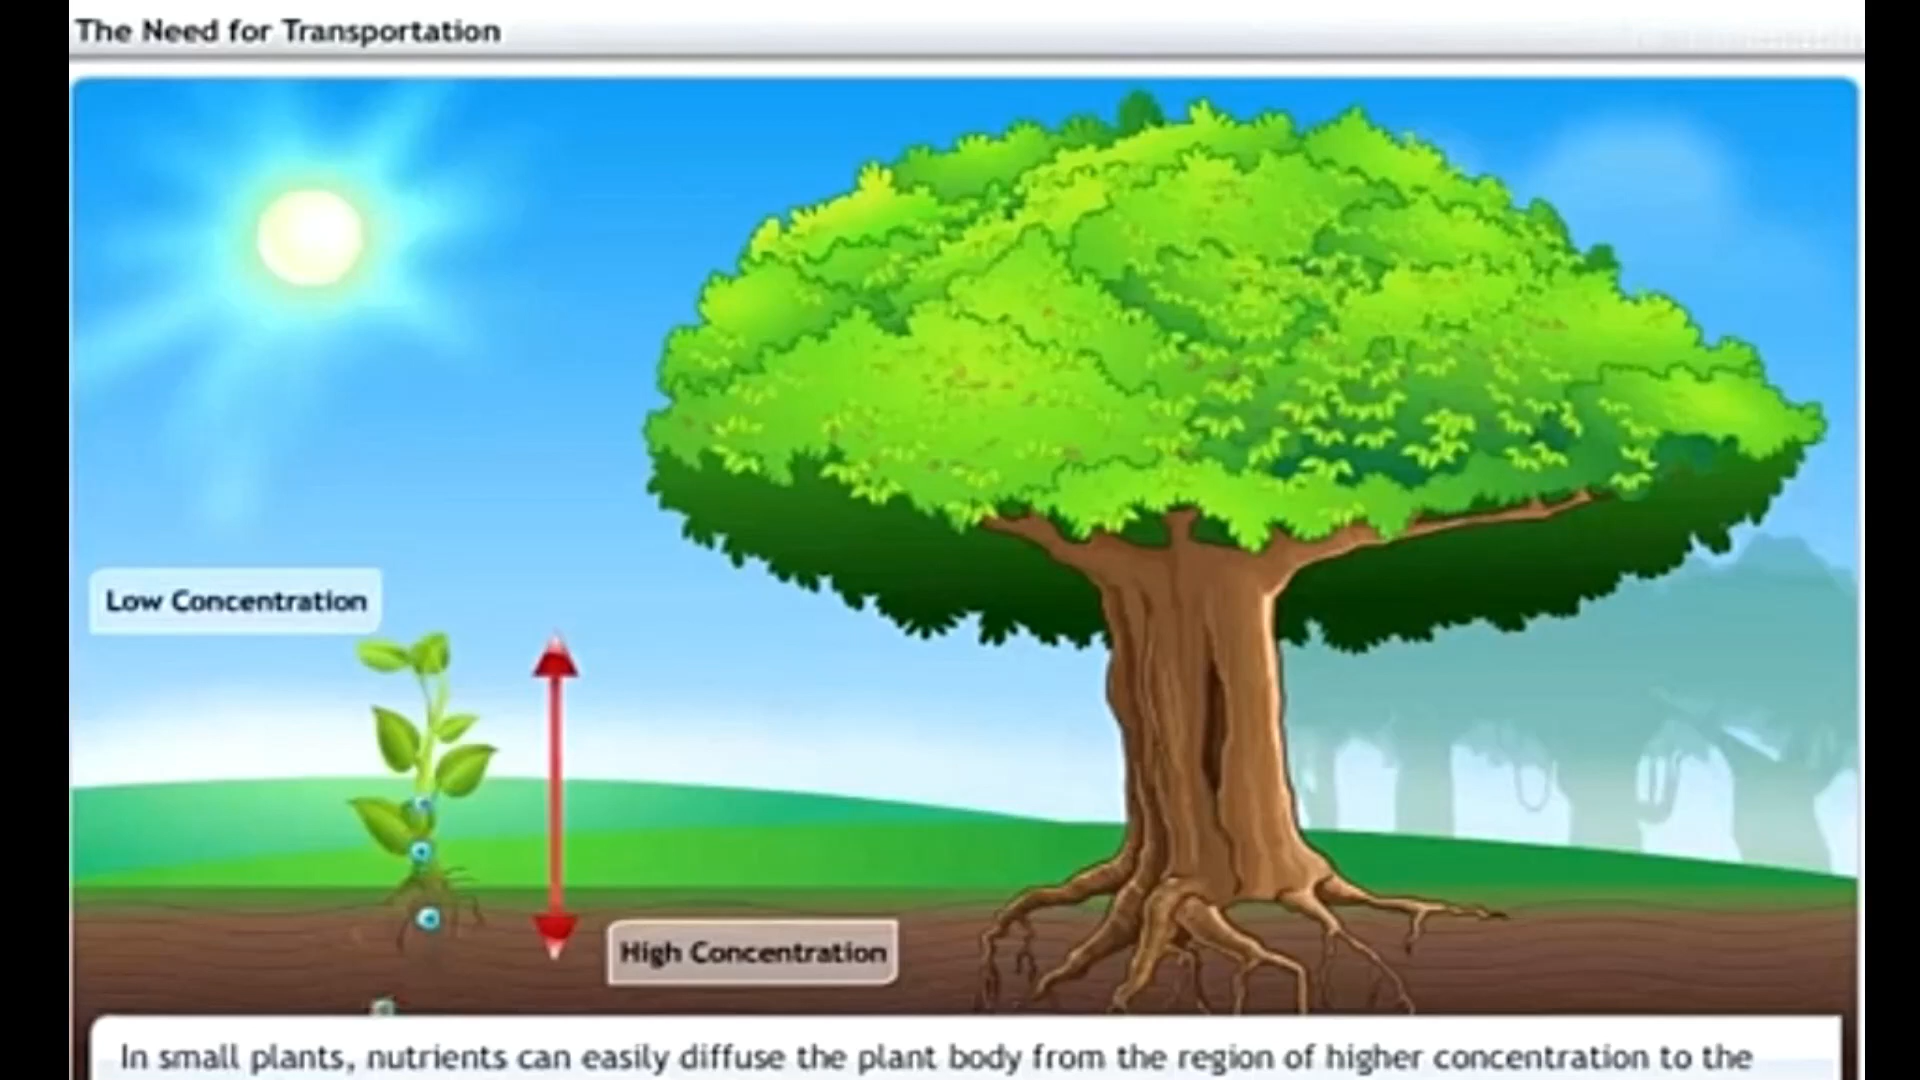 The Need for Transportation
Low Concentration
High Concentration
In small plants, nutrients can easily diffuse the plant body from the region of higher concentration to the